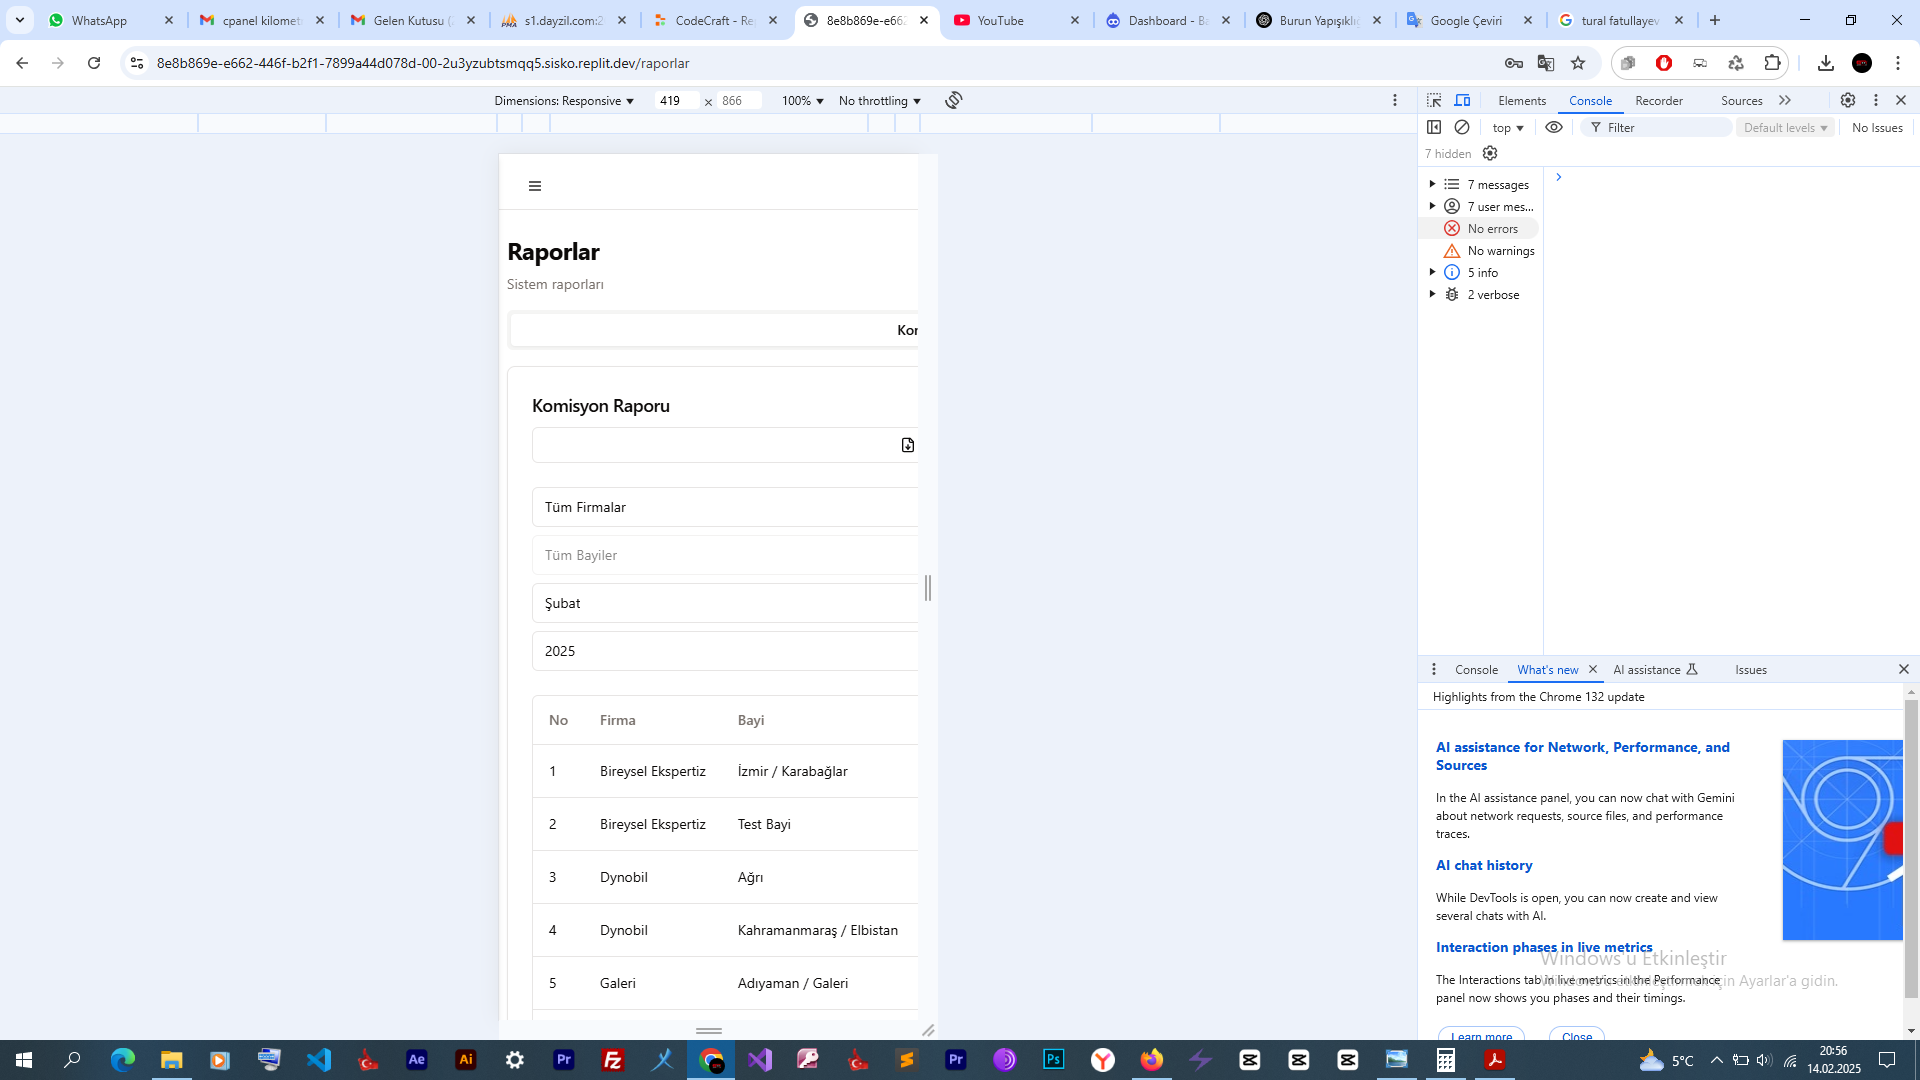 WhatsApp
cpanel kilomet
Gelen Kutusu (
s1.dayzil.com:2
CodeCraft - Re
8e8b869e-e662
YouTube
Dashboard - Ba
Burun Yapışıklığ
Google Çeviri
tural fatullayev
8e8b869e-e662-446f-b2f1-7899a44d078d-00-2u3yzubtsmqq5.sisko.replit.dev/raporlar
Dimensions: Responsive
419
×
866
100%
No throttling
Elements
Console
Recorder
Sources
top
Filter
Default levels
No Issues
7 hidden
7 messages
7 user mes...
No errors
No warnings
5 info
2 verbose
Raporlar
Sistem raporları
Kor
Komisyon Raporu
Tüm Firmalar
Tüm Bayiler
Şubat
2025
No Firma Bayi
1 Bireysel Ekspertiz İzmir / Karabağlar
2 Bireysel Ekspertiz Test Bayi
3 Dynobil Ağrı
4 Dynobil Kahramanmaraş / Elbistan
5 Galeri Adıyaman / Galeri
Console
What's new
AI assistance
Issues
Highlights from the Chrome 132 update
AI assistance for Network, Performance, and
Sources
In the AI assistance panel, you can now chat with Gemini
about network requests, source files, and performance
traces.
AI chat history
While DevTools is open, you can now create and view
several chats with AI.
Interaction phases in live metrics
The Interactions tab in live metrics in the Performance
panel now shows you phases and their timings.
Learn more
Close
Windows'u Etkinleştir
Windows'u etkinleştirmek için Ayarlar'a gidin.
5°C
20:56
14.02.2025